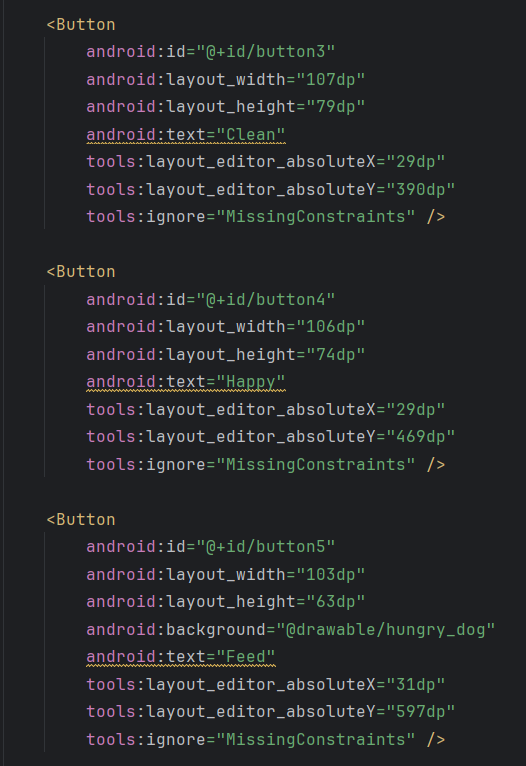 <Button
android:id="@+id/button3"
android:layout_width="107dp"
android:layout_height="79dp"
android:text="Clean"
tools:layout_editor_absoluteX="29dp"
tools:layout_editor_absoluteY="390dp"
tools:ignore="MissingConstraints" />
<Button
android:id="@+id/button4"
android:layout_width="106dp"
android:layout_height="74dp"
android:text="Happy"
tools:layout_editor_absoluteX="29dp"
tools:layout_editor_absoluteY="469dp"
tools:ignore="MissingConstraints" />
<Button
android:id="@+id/button5"
android:layout_width="103dp"
android:layout_height="63dp"
android:background="@drawable/hungry_dog"
android:text="Feed"
tools:layout_editor_absoluteX="31dp"
tools:layout_editor_absoluteY="597dp"
tools:ignore="MissingConstraints" />